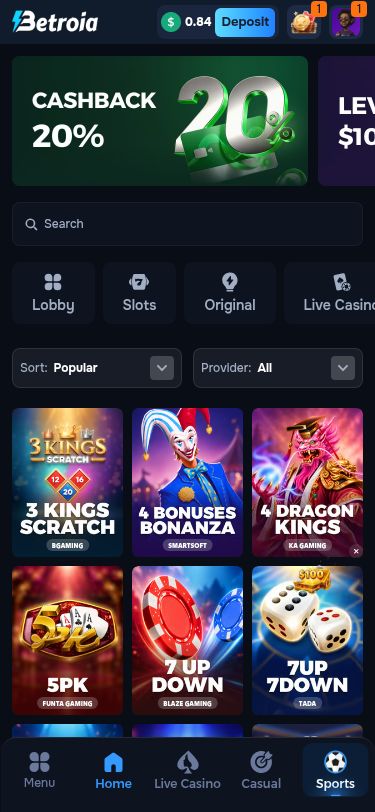 Betroia
$ 0.84 Deposit
1
1
CASHBACK
20%
20
%
LEV
$10
Search
Lobby
Slots
Original
Live Casino
Sort: Popular
Provider: All
3 KINGS
SCRATCH
12 16
20
3 KINGS
SCRATCH
BGAMING
4 BONUSES
BONANZA
SMARTSOFT
4 DRAGON
KINGS
KA GAMING
×
5PK
A A A
5PK
FUNTA GAMING
7 UP
DOWN
BLAZE GAMING
$100
7UP
7DOWN
TADA
Menu
Home
Live Casino
Casual
Sports